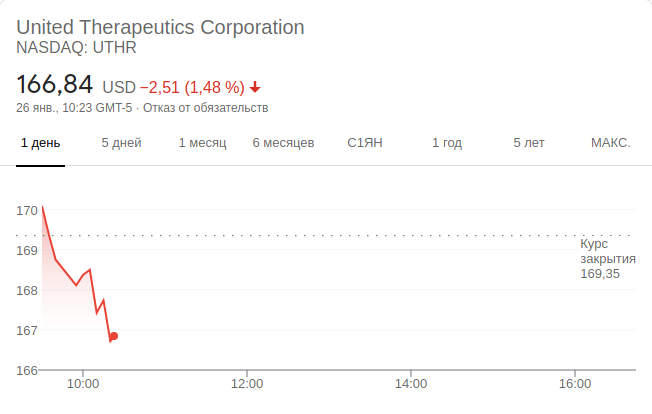 United Therapeutics Corporation
NASDAQ: UTHR
166,84 USD −2,51 (1,48 %)
26 янв., 10:23 GMT-5 · Отказ от обязательств
1 день 5 дней 1 месяц 6 месяцев С1ЯН 1 год 5 лет МАКС.
170
169
168
167
166
Курс
закрытия
169,35
10:00 12:00 14:00 16:00